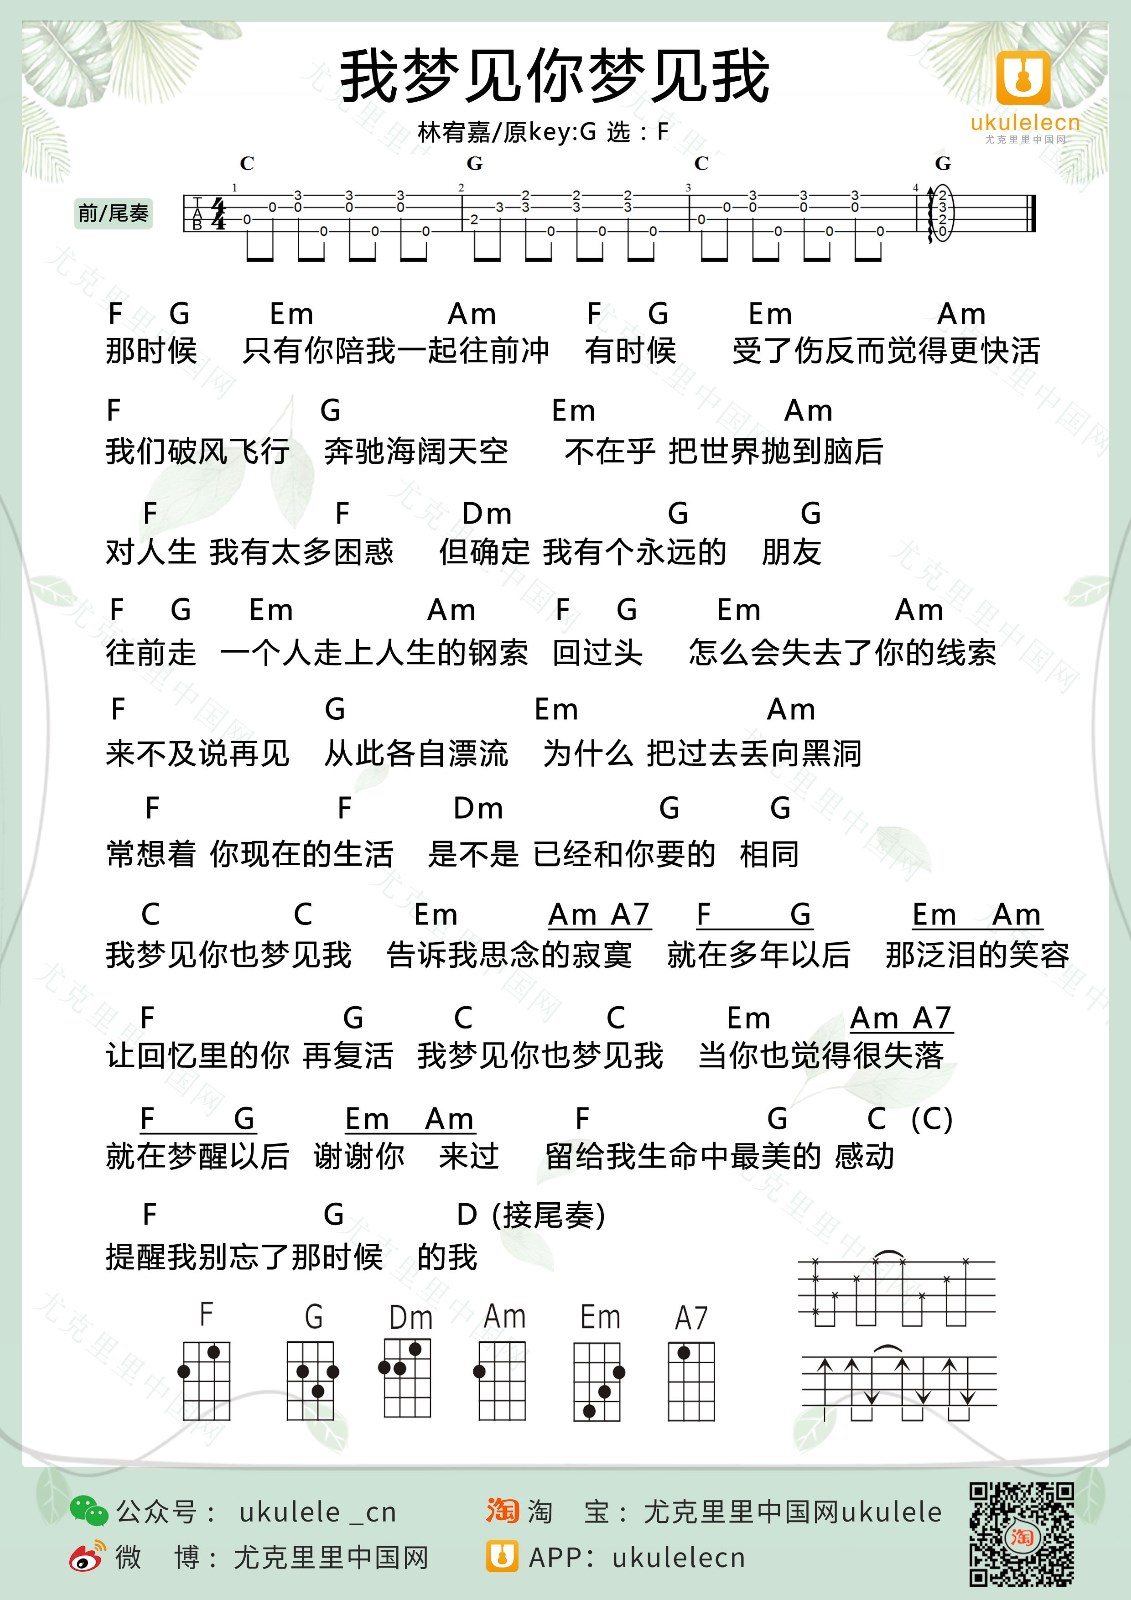 我梦见你梦见我
林宥嘉/原key:G 选：F
ukulelecn
尤克里里中国网
C G C G
前/尾奏
1 2 3 4
T A B 4 4
F G Em Am F G Em Am
那时候 只有你陪我一起往前冲 有时候 受了伤反而觉得更快活
F G Em Am
我们破风飞行 奔驰海阔天空 不在乎 把世界抛到脑后
F F Dm G G
对人生 我有太多困惑 但确定 我有个永远的 朋友
F G Em Am F G Em Am
往前走 一个人走上人生的钢索 回过头 怎么会失去了你的线索
F G Em Am
来不及说再见 从此各自漂流 为什么 把过去丢向黑洞
F F Dm G G
常想着 你现在的生活 是不是 已经和你要的 相同
C C Em Am A7 F G Em Am
我梦见你也梦见我 告诉我思念的寂寞 就在多年以后 那泛泪的笑容
F G C C Em Am A7
让回忆里的你 再复活 我梦见你也梦见我 当你也觉得很失落
F G Em Am F G C (C)
就在梦醒以后 谢谢你 来过 留给我生命中最美的 感动
F G D (接尾奏)
提醒我别忘了那时候 的我
F G Dm Am Em A7
公众号： ukulele _cn
淘 淘 宝：尤克里里中国网ukulele
微 博：尤克里里中国网
APP：ukulelecn
淘